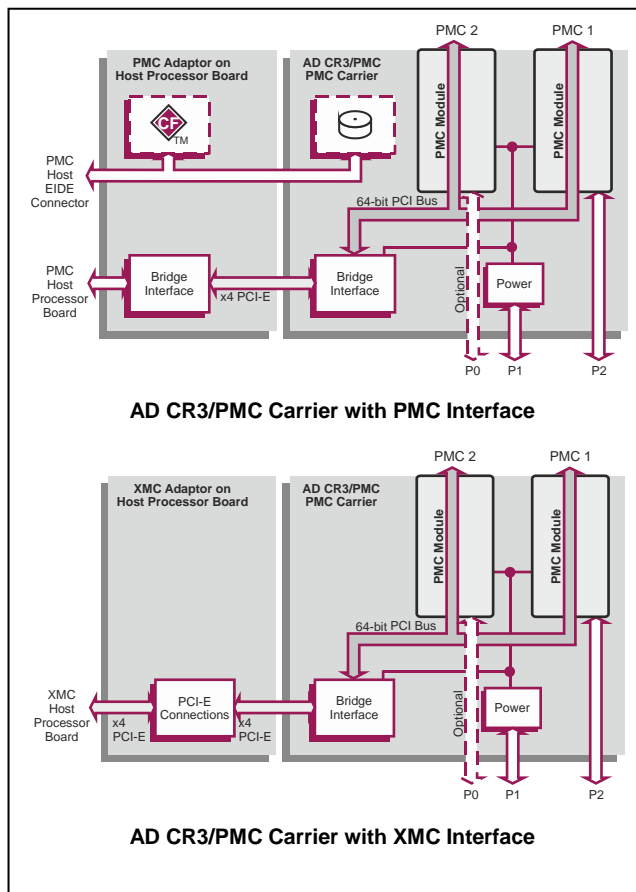 PMC 2
PMC 1
PMC Adaptor on
Host Processor Board
AD CR3/PMC
PMC Carrier
CF
TM
PMC Module
PMC Module
PMC
Host
EIDE
Connector
64-bit PCI Bus
PMC
Host
Processor
Board
Bridge
Interface
x4 PCI-E
Bridge
Interface
Optional
Power
P0
P1
P2
AD CR3/PMC Carrier with PMC Interface
PMC 2
PMC 1
XMC Adaptor on
Host Processor Board
AD CR3/PMC
PMC Carrier
PMC Module
PMC Module
64-bit PCI Bus
XMC
Host
Processor
Board
x4
PCI-E
PCI-E
Connections
x4
PCI-E
Bridge
Interface
Optional
Power
P0
P1
P2
AD CR3/PMC Carrier with XMC Interface